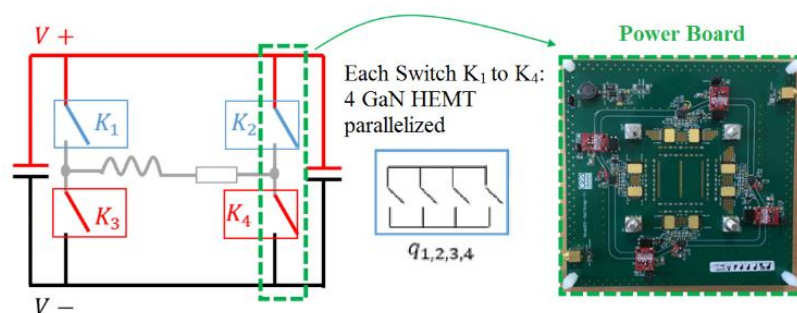 V +
K₁
K₂
K₃
K₄
V −
Each Switch K₁ to K₄:
4 GaN HEMT
parallelized
q₁,₂,₃,₄
Power Board